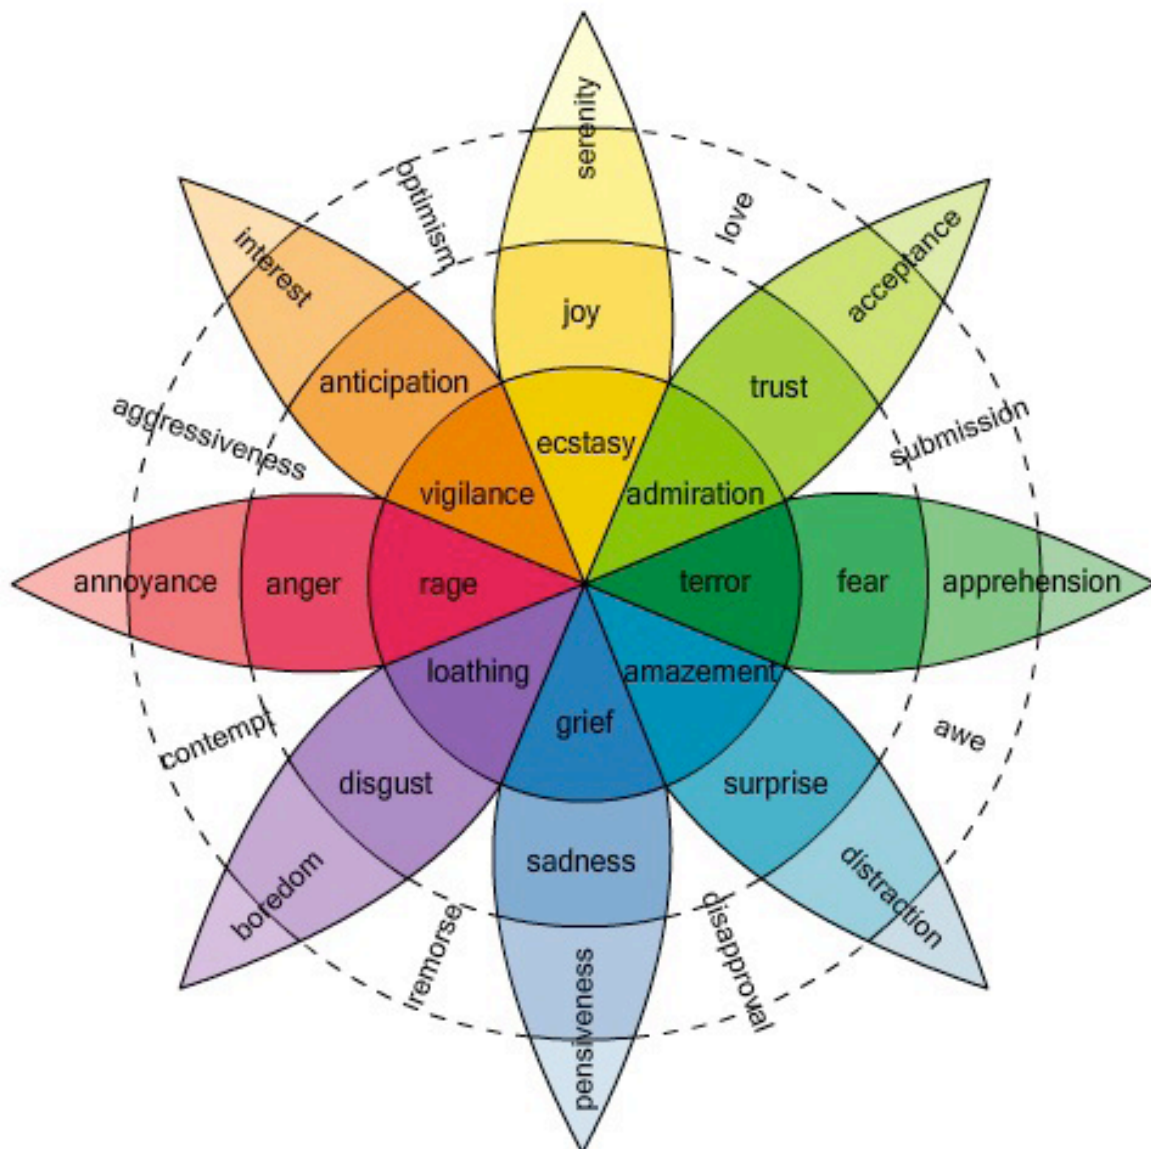 serenity
optimism
love
interest
acceptance
joy
anticipation
trust
aggressiveness
submission
ecstasy
vigilance
admiration
annoyance
anger
rage
terror
fear
apprehension
loathing
amazement
grief
contempt
awe
disgust
surprise
sadness
boredom
distraction
remorse
disapproval
pensiveness